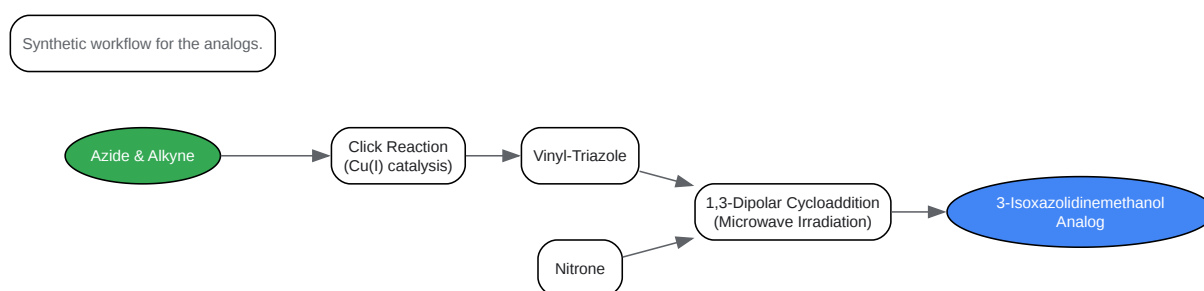 Synthetic workflow for the analogs.
Azide & Alkyne
Click Reaction
(Cu(I) catalysis)
Vinyl-Triazole
1,3-Dipolar Cycloaddition
(Microwave Irradiation)
3-Isoxazolidinemethanol
Analog
Nitrone